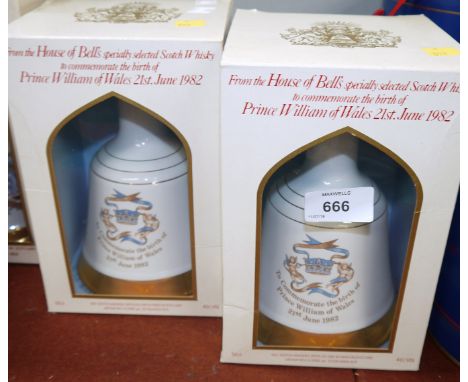 From the House of Bell's specially selected Scotch Whisky
to commemorate the birth of
Prince William of Wales 21st. June 1982
To Commemorate the birth of
Prince William of Wales
21st June 1982
From the House of Bell's specially selected Scotch Whisky
to commemorate the birth of
Prince William of Wales 21st. June 1982
MAXWELLS
666
To Commemorate the birth of
Prince William of Wales
21st June 1982